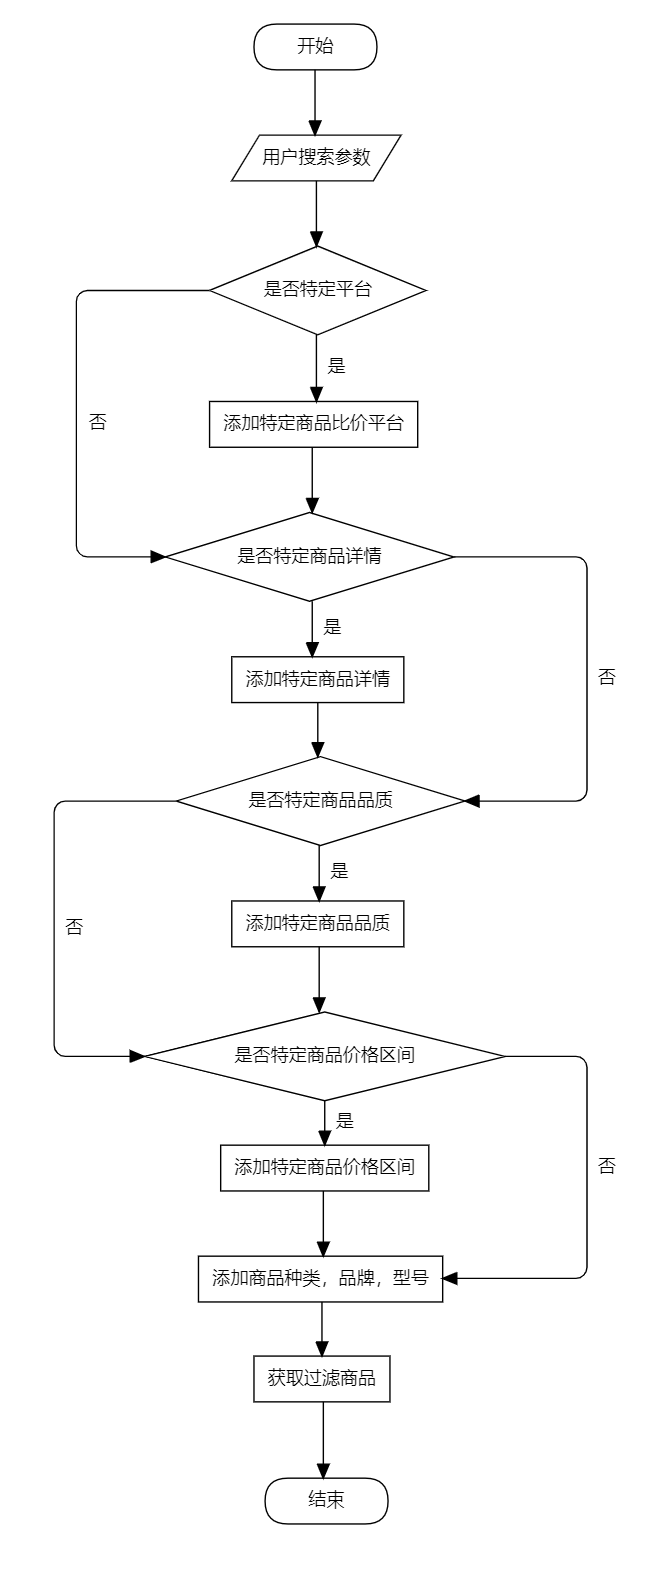 开始
用户搜索参数
是否特定平台
是
否
添加特定商品比价平台
是否特定商品详情
是
否
添加特定商品详情
是否特定商品品质
是
否
添加特定商品品质
是否特定商品价格区间
是
否
添加特定商品价格区间
添加商品种类，品牌，型号
获取过滤商品
结束